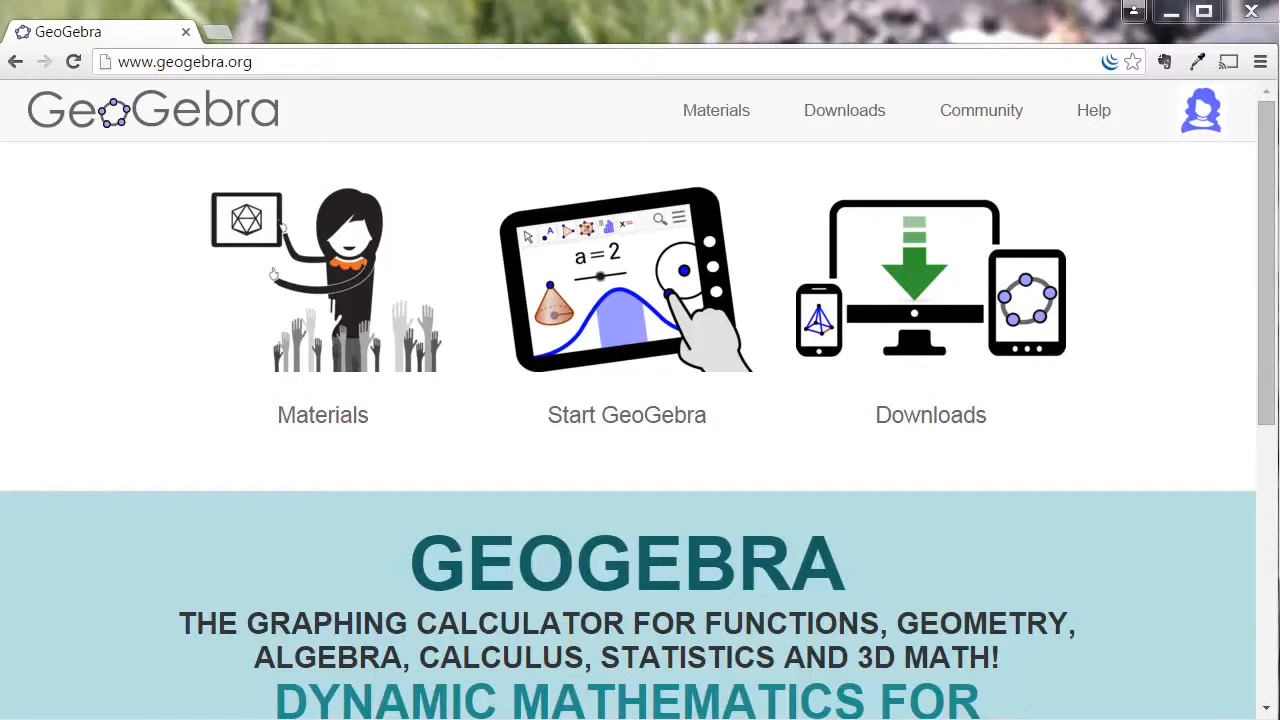 GeoGebra
www.geogebra.org
GeoGebra
Materials
Downloads
Community
Help
a=2
Materials
Start GeoGebra
Downloads
GEOGEBRA
THE GRAPHING CALCULATOR FOR FUNCTIONS, GEOMETRY,
ALGEBRA, CALCULUS, STATISTICS AND 3D MATH!
DYNAMIC MATHEMATICS FOR